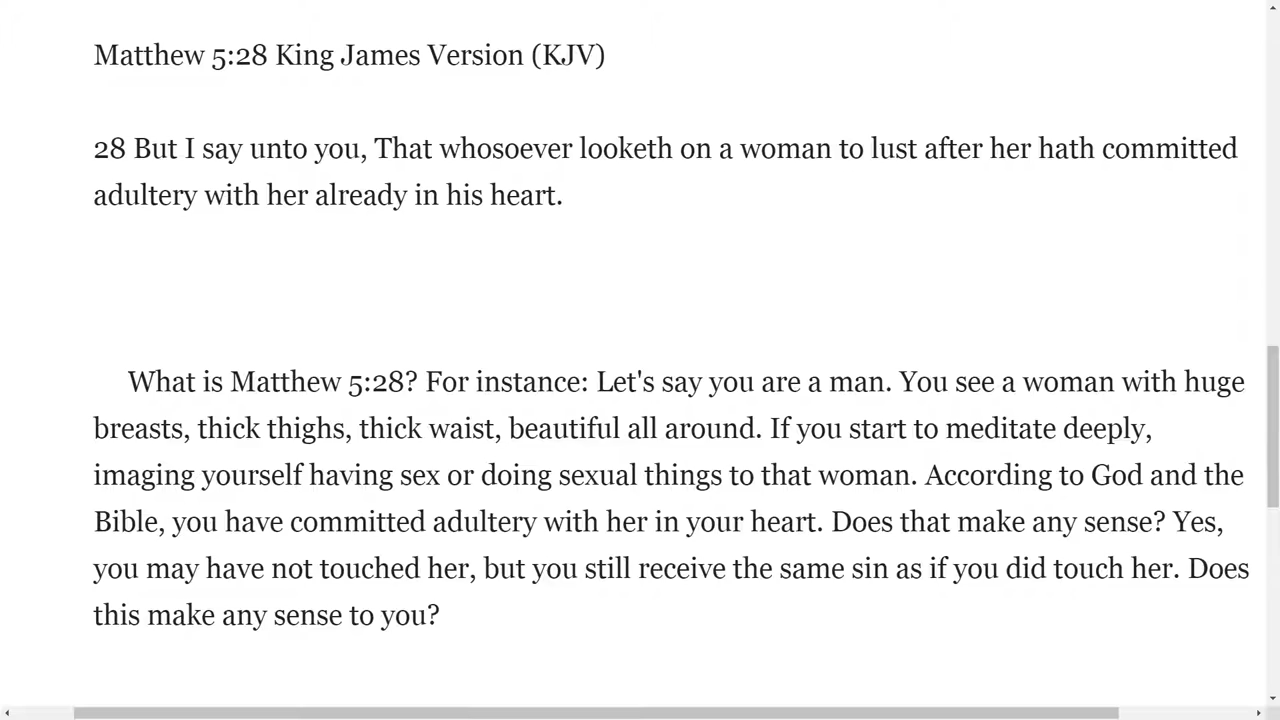 Matthew 5:28 King James Version (KJV)
28 But I say unto you, That whosoever looketh on a woman to lust after her hath committed
adultery with her already in his heart.
What is Matthew 5:28? For instance: Let's say you are a man. You see a woman with huge
breasts, thick thighs, thick waist, beautiful all around. If you start to meditate deeply,
imaging yourself having sex or doing sexual things to that woman. According to God and the
Bible, you have committed adultery with her in your heart. Does that make any sense? Yes,
you may have not touched her, but you still receive the same sin as if you did touch her. Does
this make any sense to you?